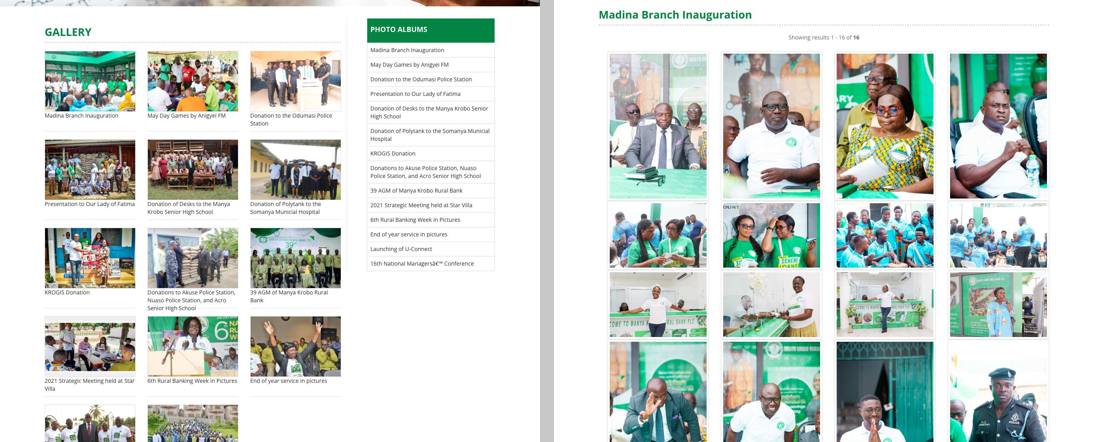 GALLERY
Madina Branch Inauguration
May Day Games by Anigyei FM
Donation to the Odumasi Police
Station
Presentation to Our Lady of Fatima
Donation of Desks to the Manya
Krobo Senior High School
Donation of Polytank to the
Somanya Municial Hospital
KROGIS Donation
Donations to Akuse Police Station,
Nuaso Police Station, and Acro
Senior High School
39 AGM of Manya Krobo Rural
Bank
2021 Strategic Meeting held at Star
Villa
6th Rural Banking Week in Pictures
End of year service in pictures
PHOTO ALBUMS
Madina Branch Inauguration
May Day Games by Anigyei FM
Donation to the Odumasi Police Station
Presentation to Our Lady of Fatima
Donation of Desks to the Manya Krobo Senior
High School
Donation of Polytank to the Somanya Municial
Hospital
KROGIS Donation
Donations to Akuse Police Station, Nuaso
Police Station, and Acro Senior High School
39 AGM of Manya Krobo Rural Bank
2021 Strategic Meeting held at Star Villa
6th Rural Banking Week in Pictures
End of year service in pictures
Launching of U-Connect
16th National Managersâ€™ Conference
Madina Branch Inauguration
Showing results 1 - 16 of 16